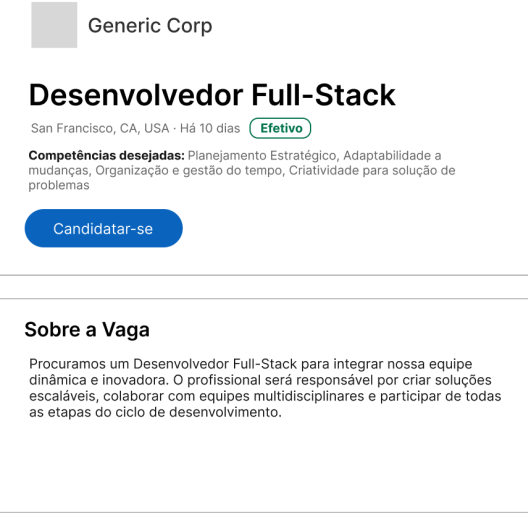 Generic Corp
Desenvolvedor Full-Stack
San Francisco, CA, USA · Há 10 dias Efetivo
Competências desejadas: Planejamento Estratégico, Adaptabilidade a
mudanças, Organização e gestão do tempo, Criatividade para solução de
problemas
Candidatar-se
Sobre a Vaga
Procuramos um Desenvolvedor Full-Stack para integrar nossa equipe
dinâmica e inovadora. O profissional será responsável por criar soluções
escaláveis, colaborar com equipes multidisciplinares e participar de todas
as etapas do ciclo de desenvolvimento.